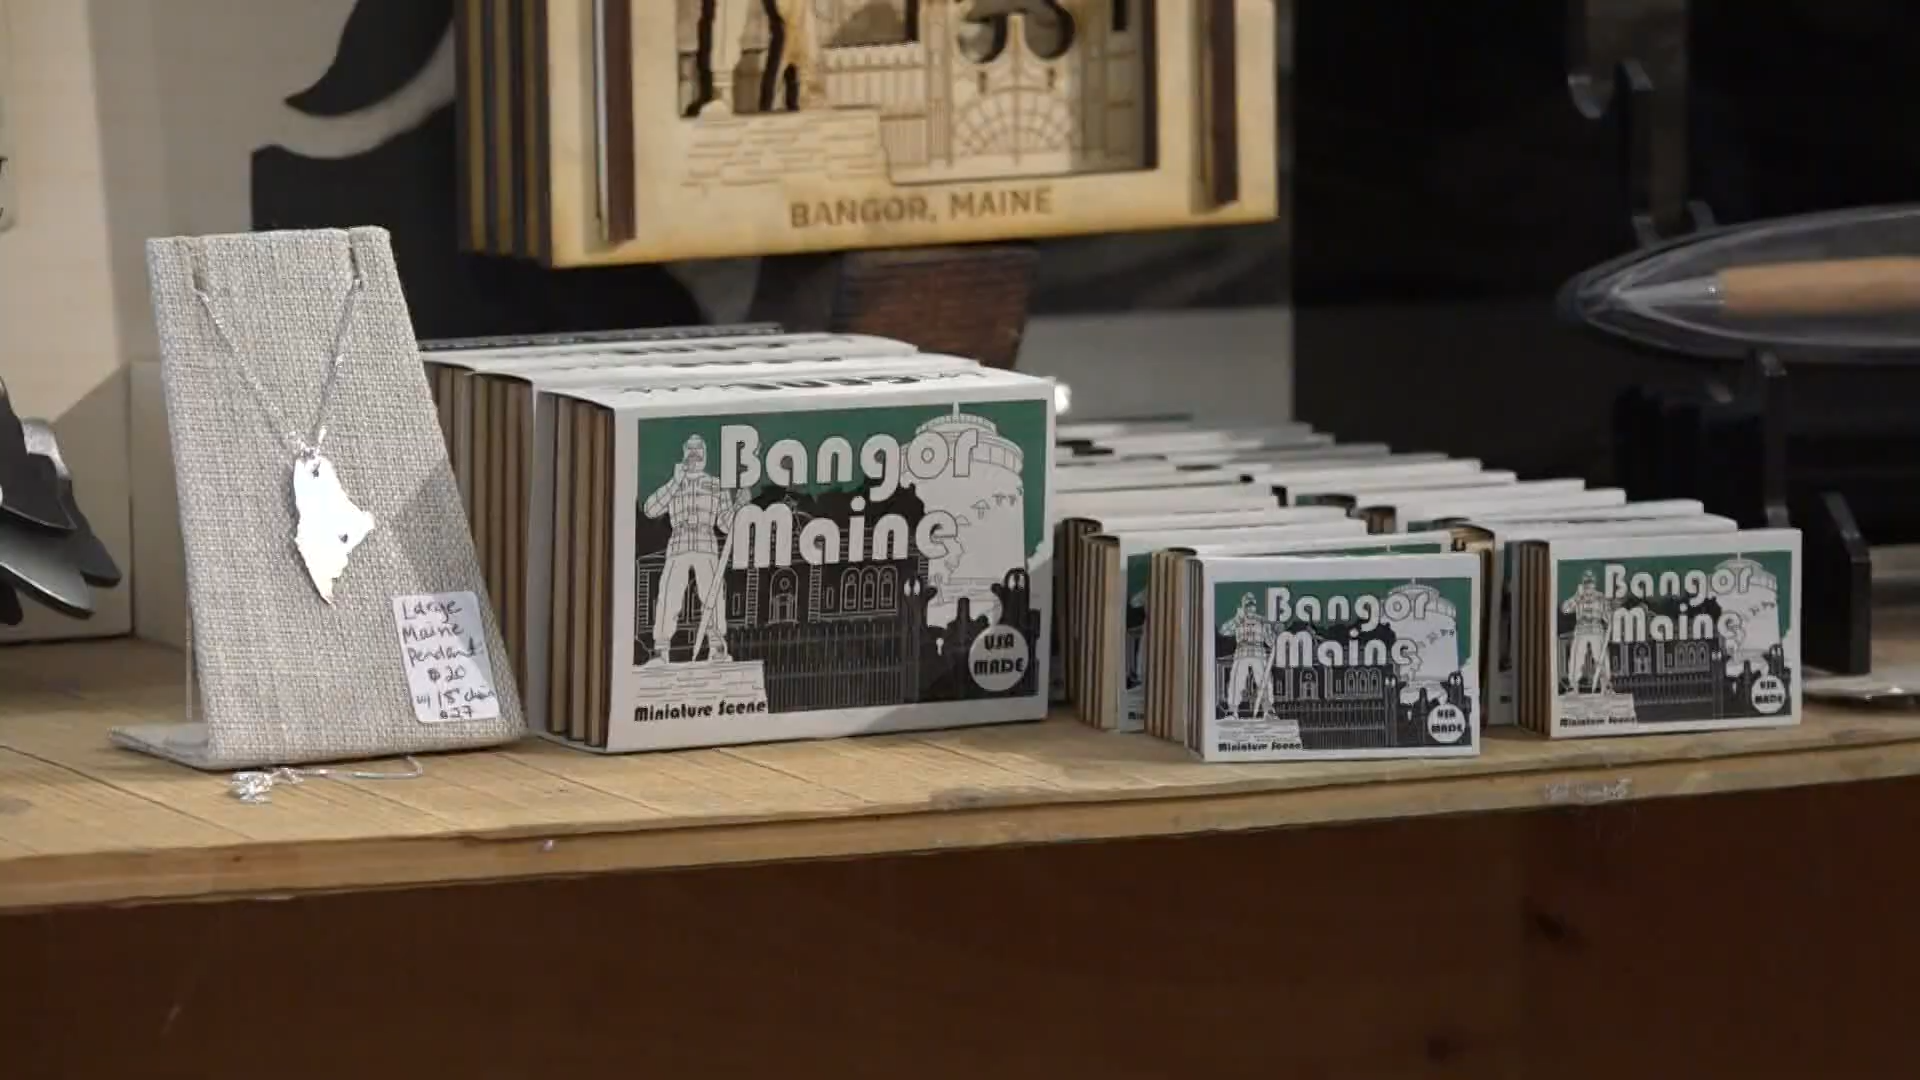 BANGOR, MAINE
Large
Maine
Pendant:
$20
w/ 18" chain
$27
Bangor
Maine
USA
MADE
Miniature Scene
Bangor
Maine
USA
MADE
Miniature Scene
Bangor
Maine
USA
MADE
Miniature Scene